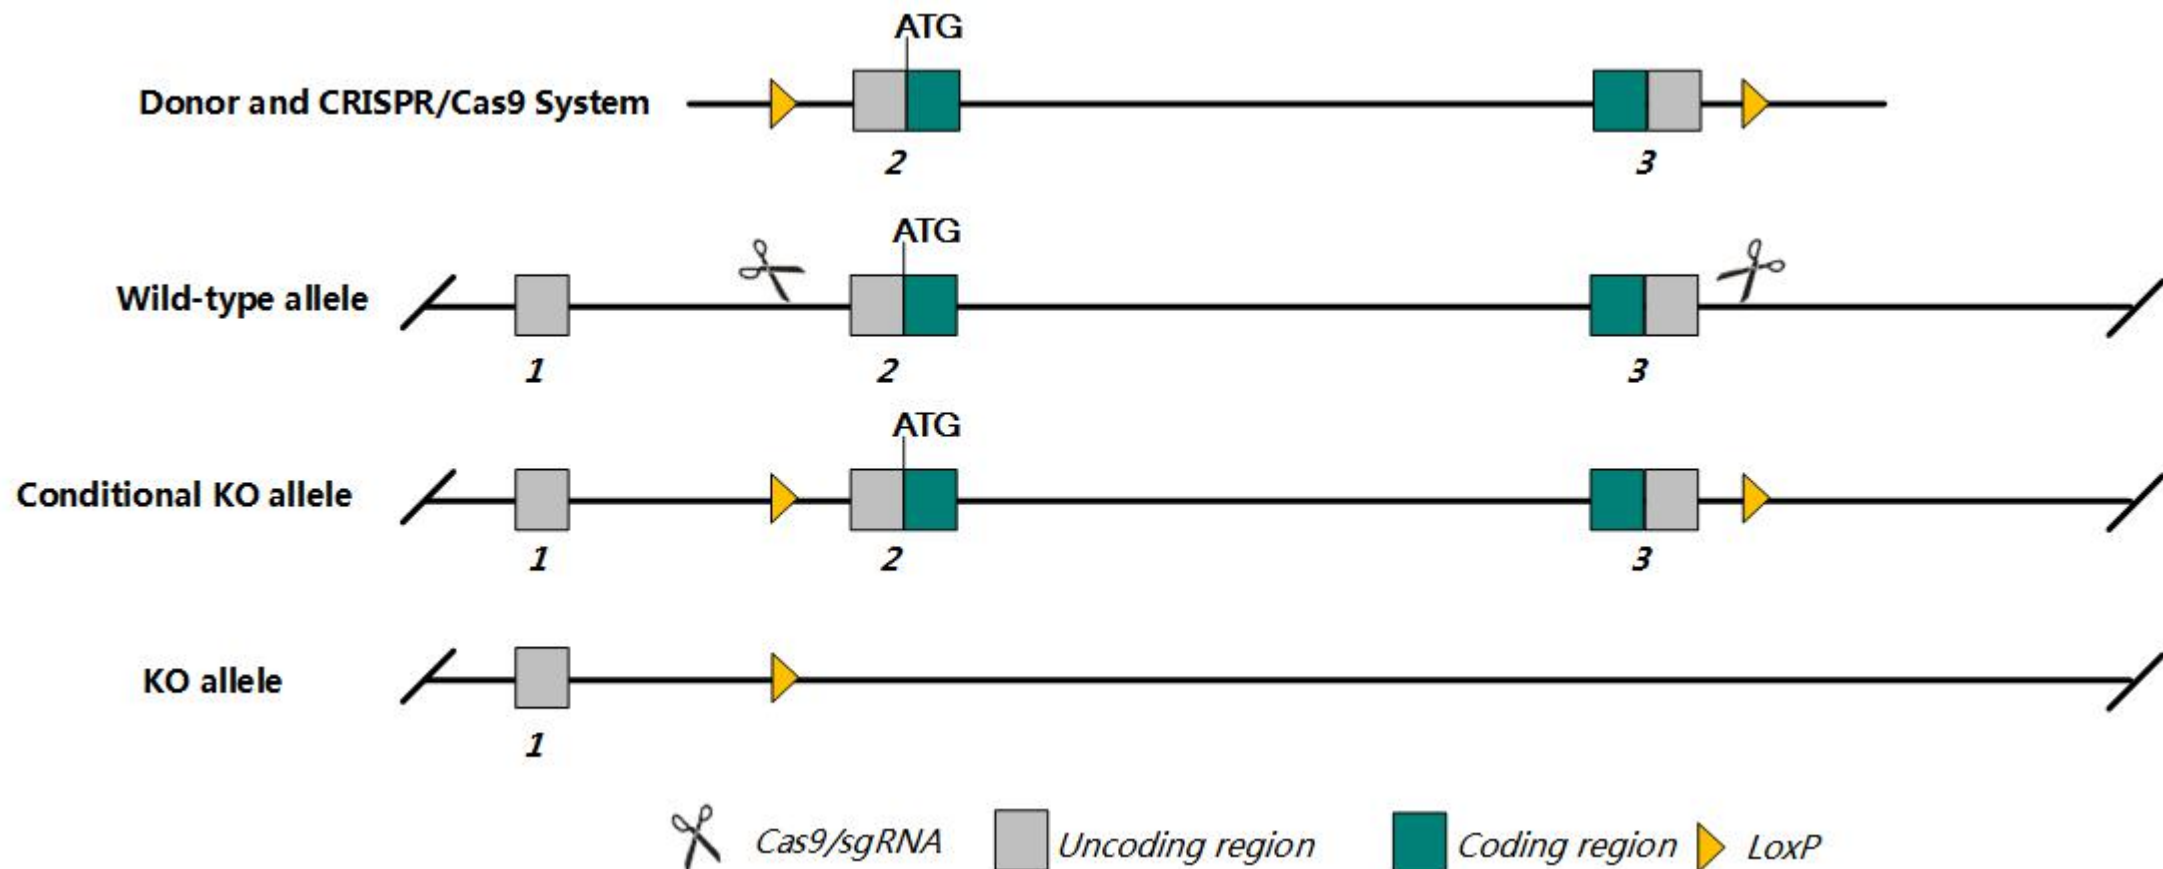 ATG
Donor and CRISPR/Cas9 System
2 3
ATG
Wild-type allele
1 2 3
ATG
Conditional KO allele
1 2 3
KO allele
1
Cas9/sgRNA Uncoding region Coding region LoxP